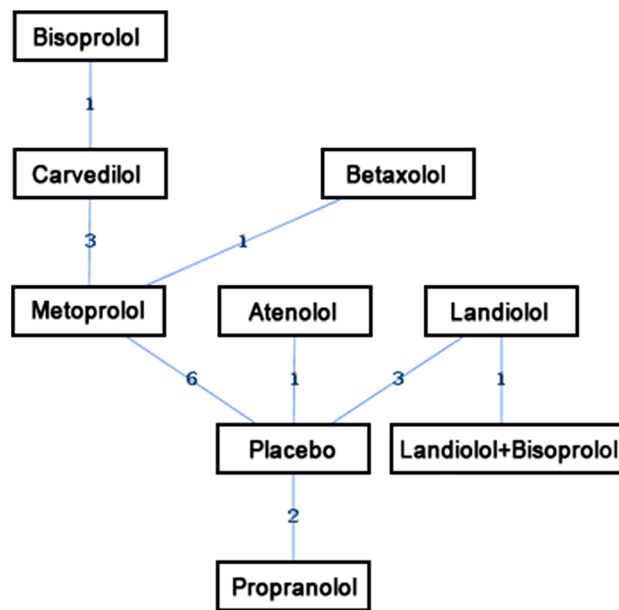 Bisoprolol
1
Carvedilol
Betaxolol
3
1
Metoprolol
Atenolol
Landiolol
6
1
3
1
Placebo
Landiolol+Bisoprolol
2
Propranolol